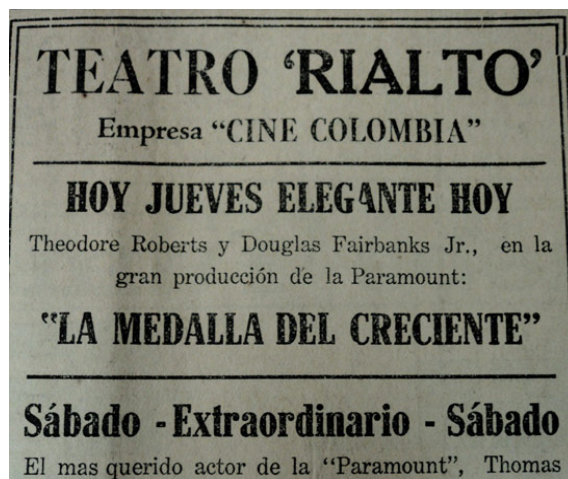 TEATRO ‘RIALTO’
Empresa “CINE COLOMBIA”
HOY JUEVES ELEGANTE HOY
Theodore Roberts y Douglas Fairbanks Jr., en la
gran producción de la Paramount:
“LA MEDALLA DEL CRECIENTE”
Sábado - Extraordinario - Sábado
El mas querido actor de la “Paramount”, Thomas